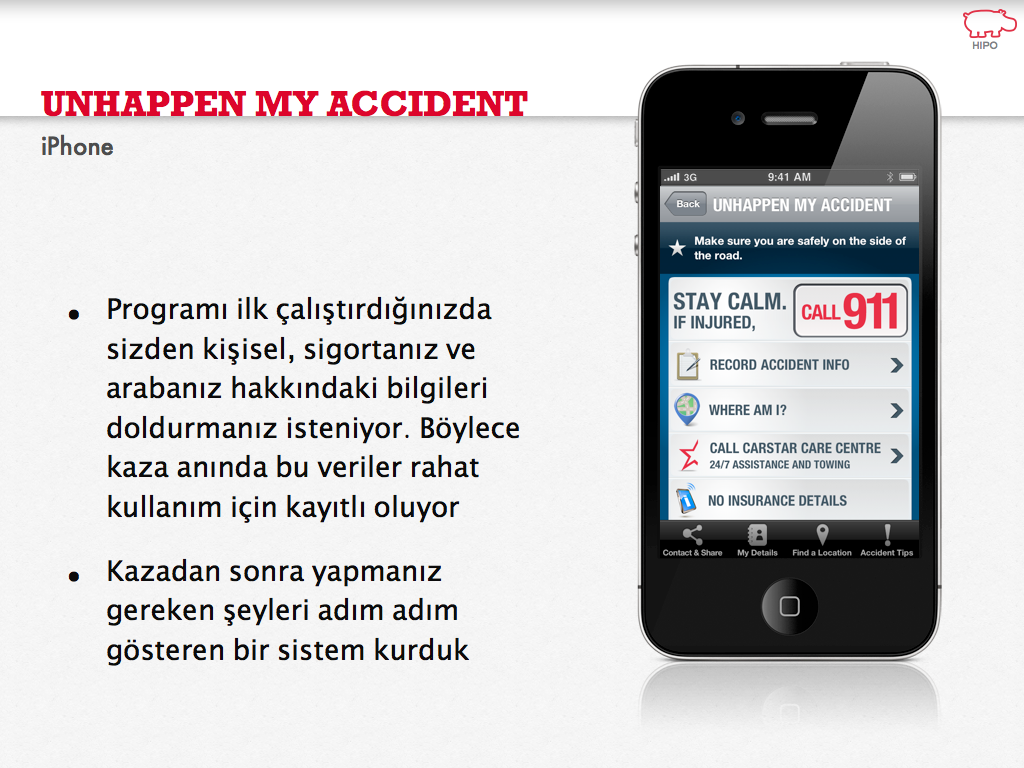 HIPO
UNHAPPEN MY ACCIDENT
iPhone
Programı ilk çalıştırdığınızda
sizden kişisel, sigortanız ve
arabanız hakkındaki bilgileri
doldurmanız isteniyor. Böylece
kaza anında bu veriler rahat
kullanım için kayıtlı oluyor
Kazadan sonra yapmanız
gereken şeyleri adım adım
gösteren bir sistem kurduk
3G 9:41 AM
Back UNHAPPEN MY ACCIDENT
Make sure you are safely on the side of
the road.
STAY CALM.
IF INJURED,
CALL 911
RECORD ACCIDENT INFO
WHERE AM I?
CALL CARSTAR CARE CENTRE
24/7 ASSISTANCE AND TOWING
NO INSURANCE DETAILS
Contact & Share My Details Find a Location Accident Tips